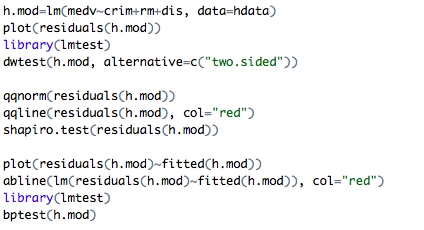 h.mod=lm(medv~crim+rm+dis, data=hdata)
plot(residuals(h.mod))
library(lmtest)
dwtest(h.mod, alternative=c("two.sided"))
qqnorm(residuals(h.mod))
qqline(residuals(h.mod), col="red")
shapiro.test(residuals(h.mod))
plot(residuals(h.mod)~fitted(h.mod))
abline(lm(residuals(h.mod)~fitted(h.mod)), col="red")
library(lmtest)
bptest(h.mod)